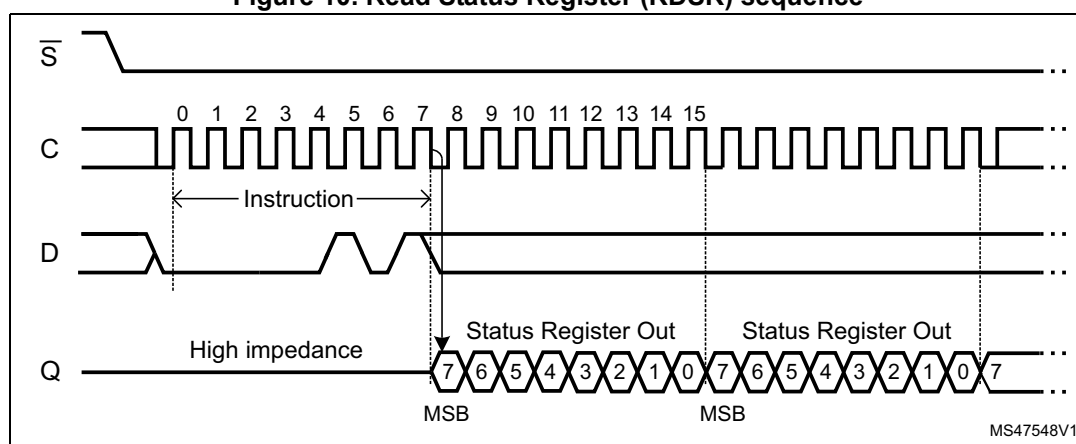 Figure 10. Read Status Register (RDSR) sequence
S
0 1 2 3 4 5 6 7 8 9 10 11 12 13 14 15
C
Instruction
D
Status Register Out Status Register Out
High impedance
Q 7 6 5 4 3 2 1 0 7 6 5 4 3 2 1 0 7
MSB MSB
MS47548V1